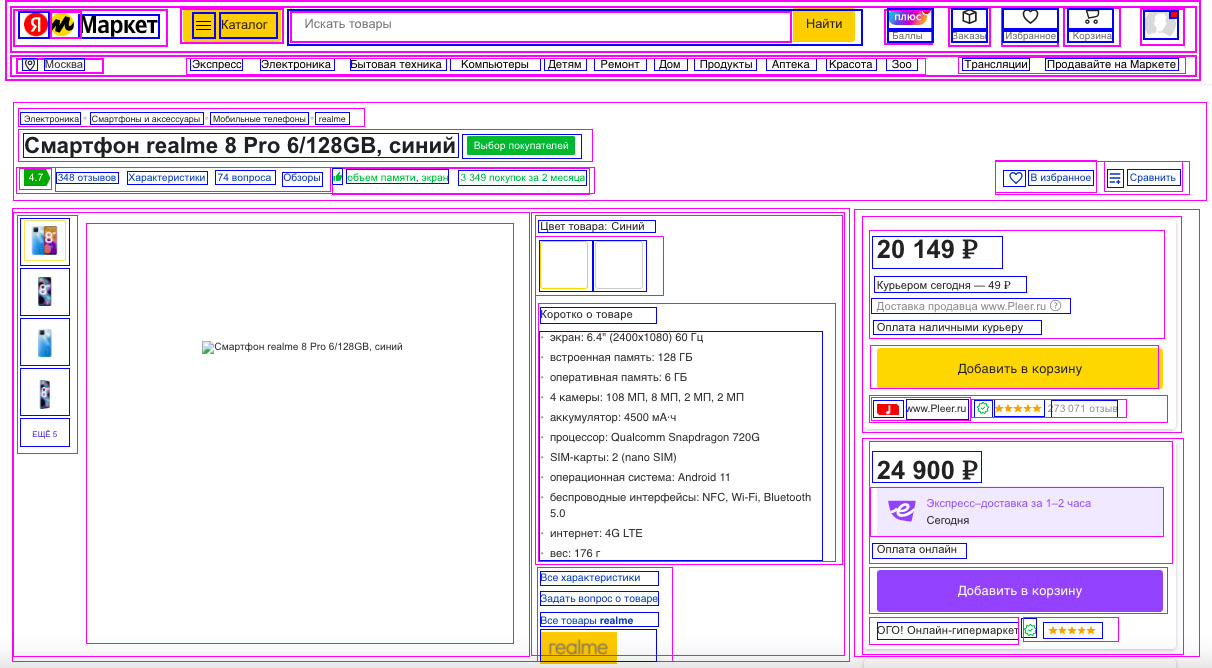 Я М Маркет
Каталог
Искать товары
Найти
плюс
Баллы
Заказы
Избранное
Корзина
Москва
Экспресс Электроника Бытовая техника Компьютеры Детям Ремонт Дом Продукты Аптека Красота Зоо Трансляции Продавайте на Маркете
Электроника · Смартфоны и аксессуары · Мобильные телефоны · realme
Смартфон realme 8 Pro 6/128GB, синий
Выбор покупателей
4.7 348 отзывов Характеристики 74 вопроса Обзоры объем памяти, экран 3 349 покупок за 2 месяца
В избранное Сравнить
ЕЩЁ 5
Смартфон realme 8 Pro 6/128GB, синий
Цвет товара: Синий
Коротко о товаре
· экран: 6.4" (2400x1080) 60 Гц
· встроенная память: 128 ГБ
· оперативная память: 6 ГБ
· 4 камеры: 108 МП, 8 МП, 2 МП, 2 МП
· аккумулятор: 4500 мА·ч
· процессор: Qualcomm Snapdragon 720G
· SIM-карты: 2 (nano SIM)
· операционная система: Android 11
· беспроводные интерфейсы: NFC, Wi-Fi, Bluetooth
5.0
· интернет: 4G LTE
· вес: 176 г
Все характеристики
Задать вопрос о товаре
Все товары realme
realme
20 149 ₽
Курьером сегодня — 49 ₽
Доставка продавца www.Pleer.ru ?
Оплата наличными курьеру
Добавить в корзину
www.Pleer.ru ★★★★★ 273 071 отзыв
24 900 ₽
Экспресс–доставка за 1–2 часа
Сегодня
Оплата онлайн
Добавить в корзину
ОГО! Онлайн-гипермаркет ★★★★★